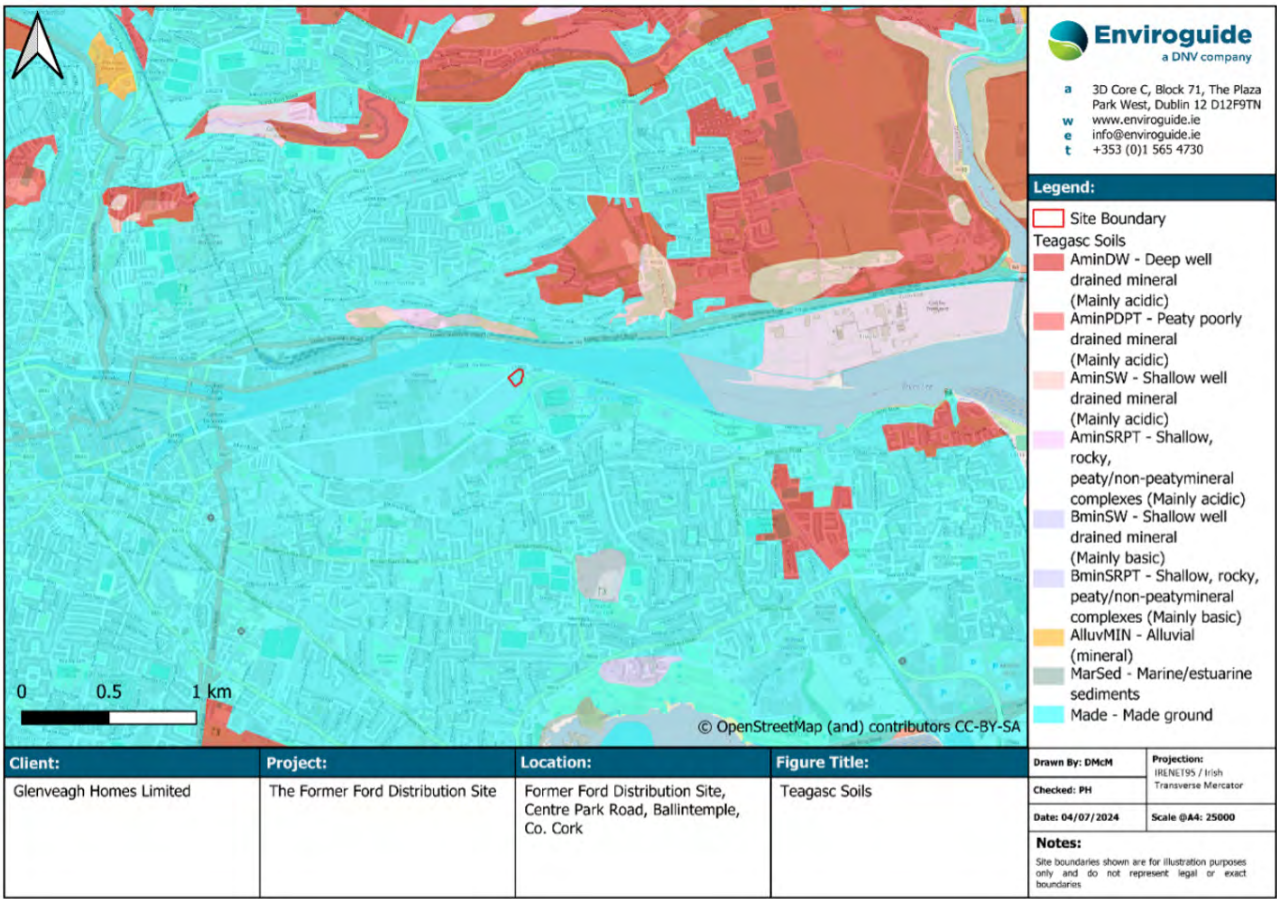 Enviroguide
a DNV company
a 3D Core C, Block 71, The Plaza
Park West, Dublin 12 D12F9TN
w www.enviroguide.ie
e info@enviroguide.ie
t +353 (0)1 565 4730
Legend:
Site Boundary
Teagasc Soils
AminDW - Deep well
drained mineral
(Mainly acidic)
AminPDPT - Peaty poorly
drained mineral
(Mainly acidic)
AminSW - Shallow well
drained mineral
(Mainly acidic)
AminSRPT - Shallow,
rocky,
peaty/non-peatymineral
complexes (Mainly acidic)
BminSW - Shallow well
drained mineral
(Mainly basic)
BminSRPT - Shallow, rocky,
peaty/non-peatymineral
complexes (Mainly basic)
AlluvMIN - Alluvial
(mineral)
MarSed - Marine/estuarine
sediments
Made - Made ground
0 0.5 1 km
© OpenStreetMap (and) contributors CC-BY-SA
Client:
Glenveagh Homes Limited
Project:
The Former Ford Distribution Site
Location:
Former Ford Distribution Site,
Centre Park Road, Ballintemple,
Co. Cork
Figure Title:
Teagasc Soils
Drawn By: DMcM
Checked: PH
Date: 04/07/2024
Projection:
IRENET95 / Irish
Transverse Mercator
Scale @A4: 25000
Notes:
Site boundaries shown are for illustration purposes
only and do not represent legal or exact
boundaries